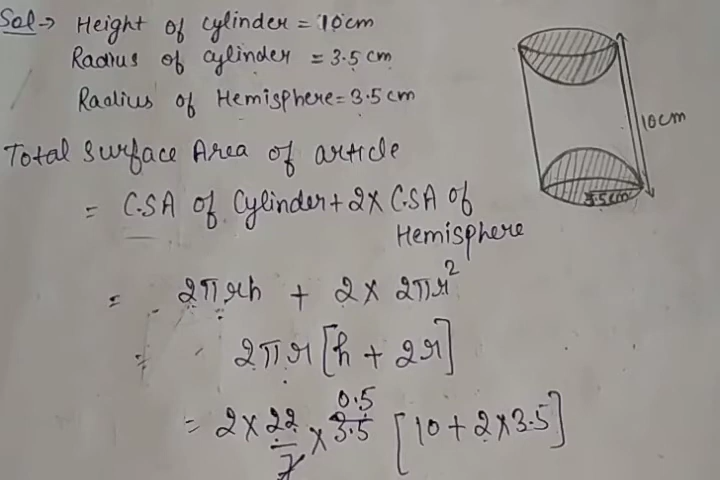 Sol → Height of cylinder = 10cm
Radius of cylinder = 3.5 cm
Radius of Hemisphere = 3.5 cm
10cm
3.5cm
Total Surface Area of article
= C.SA of Cylinder + 2 × C.SA of
Hemisphere
= 2πrh + 2 × 2πr²
= 2πr [h + 2r]
0.5
= 2 × 22/7 × 3.5 [10 + 2 × 3.5]